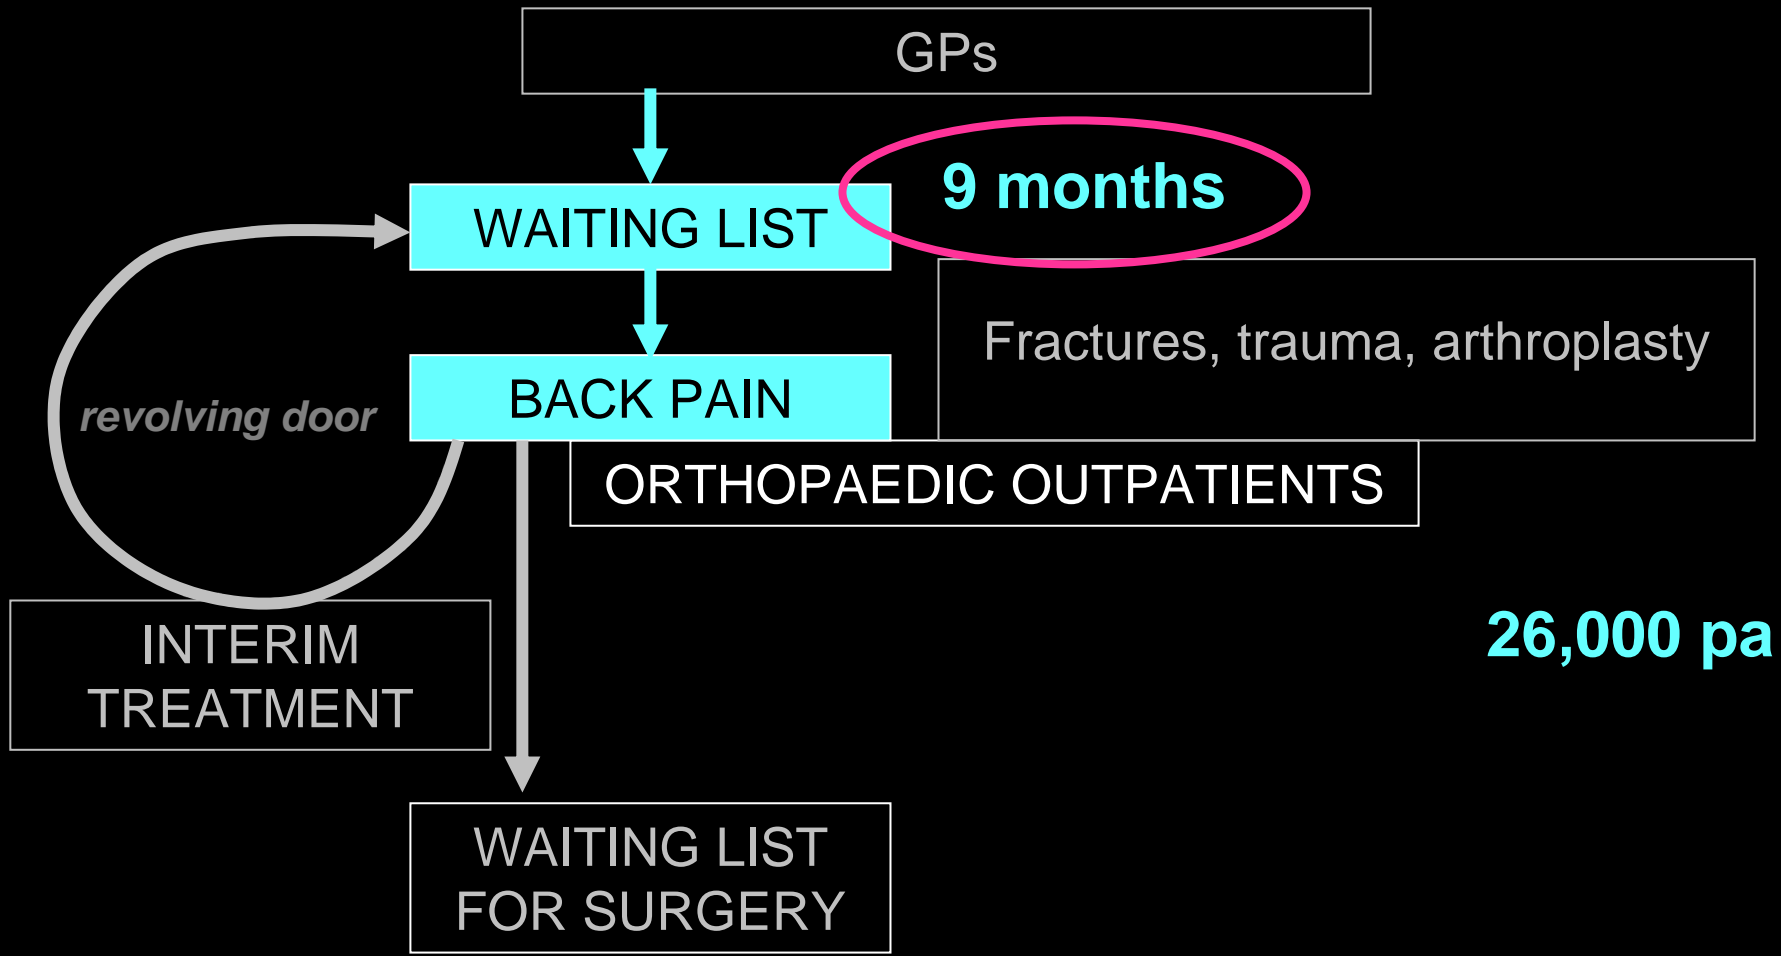 GPs
9 months
WAITING LIST
Fractures, trauma, arthroplasty
BACK PAIN
revolving door
ORTHOPAEDIC OUTPATIENTS
INTERIM
TREATMENT
26,000 pa
WAITING LIST
FOR SURGERY